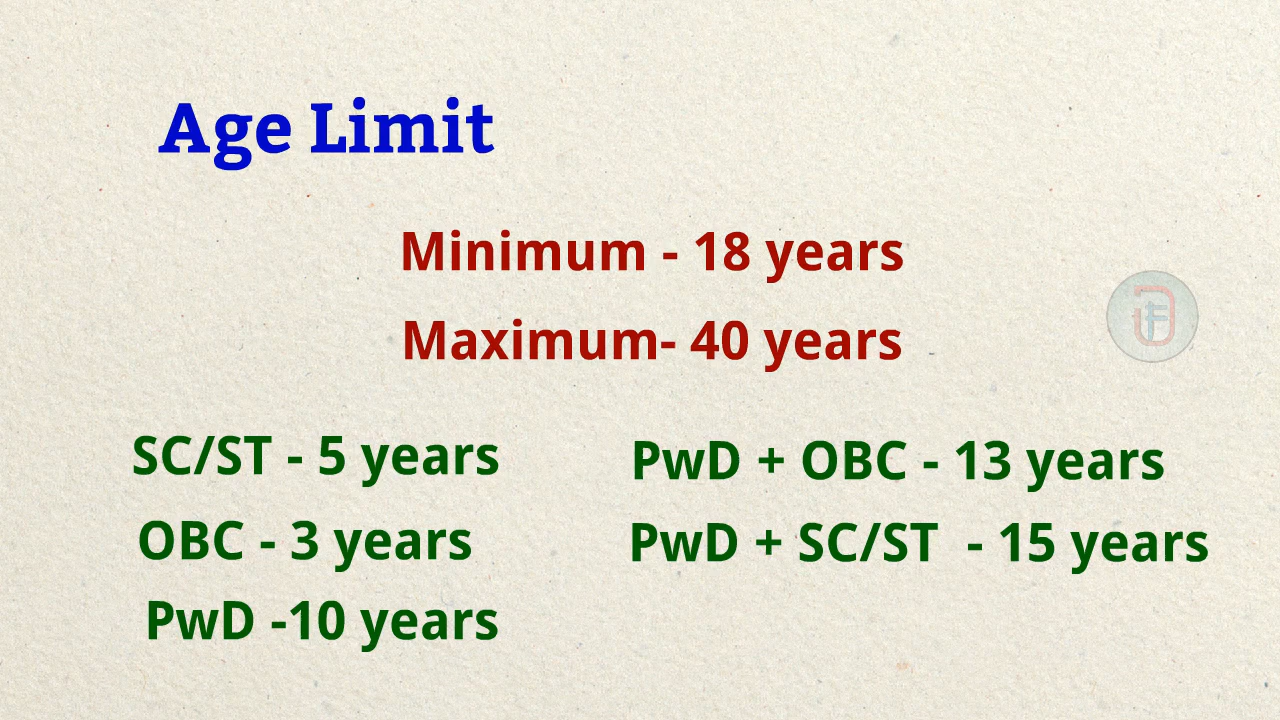 Age Limit
Minimum - 18 years
Maximum- 40 years
SC/ST - 5 years
OBC - 3 years
PwD -10 years
PwD + OBC - 13 years
PwD + SC/ST  - 15 years